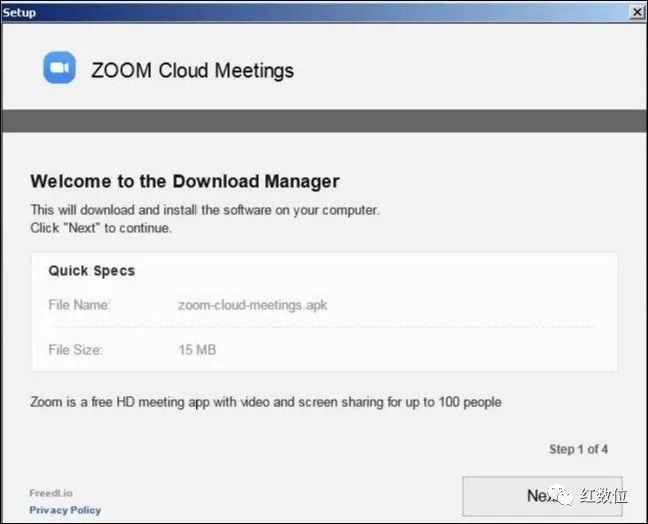 Setup
ZOOM Cloud Meetings
Welcome to the Download Manager
This will download and install the software on your computer.
Click "Next" to continue.
Quick Specs
File Name: zoom-cloud-meetings.apk
File Size: 15 MB
Zoom is a free HD meeting app with video and screen sharing for up to 100 people
Step 1 of 4
Freedl.io
Privacy Policy
红数位